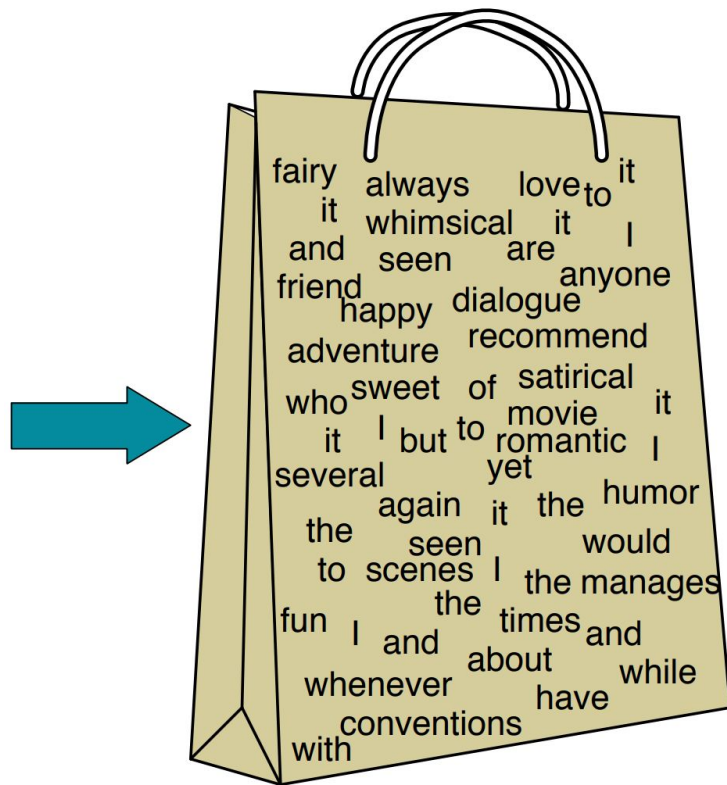 fairy always love to it
it whimsical it I
and seen are anyone
friend happy dialogue
adventure recommend
who sweet of satirical it
it I but to movie romantic I
several yet
again it the humor
the seen would
to scenes I the manages
the
fun I and times and
about while
whenever have
conventions
with